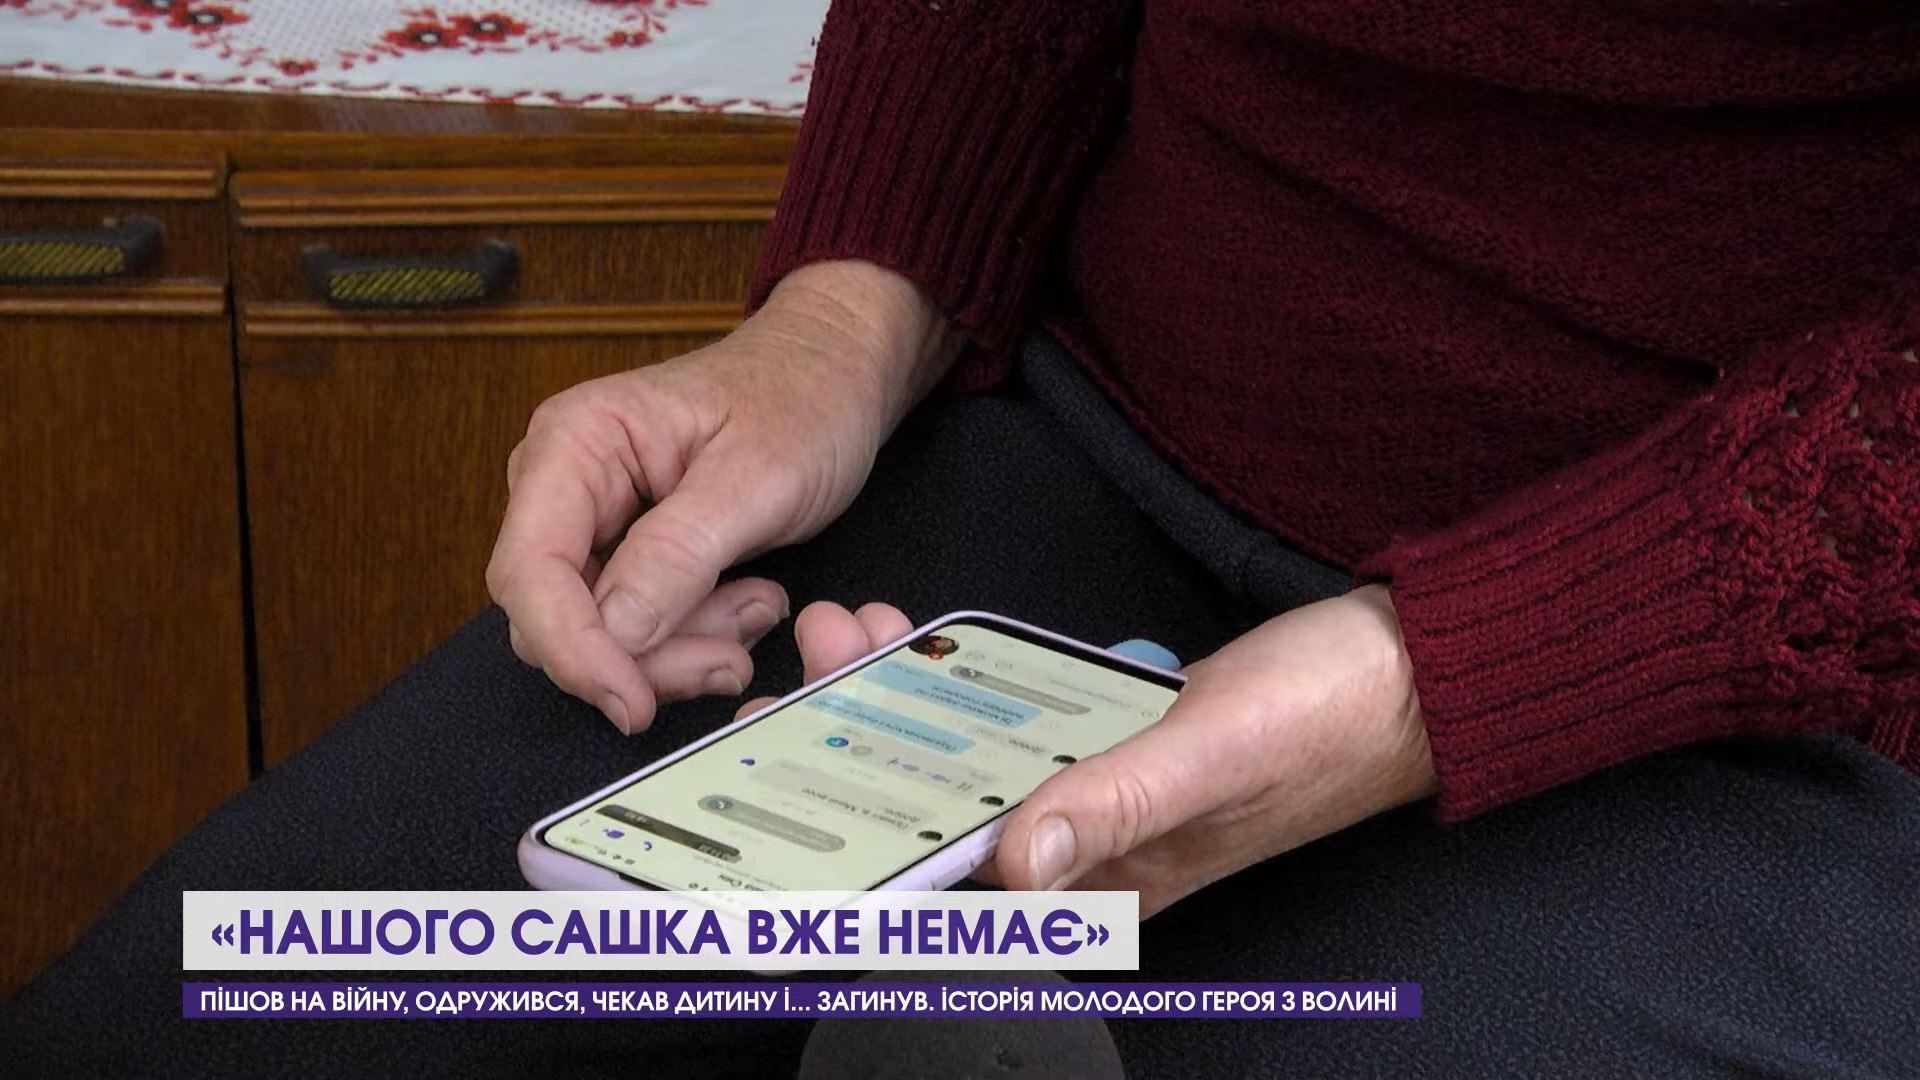 «НАШОГО САШКА ВЖЕ НЕМАЄ»
ПІШОВ НА ВІЙНУ, ОДРУЖИВСЯ, ЧЕКАВ ДИТИНУ І... ЗАГИНУВ. ІСТОРІЯ МОЛОДОГО ГЕРОЯ З ВОЛИНІ